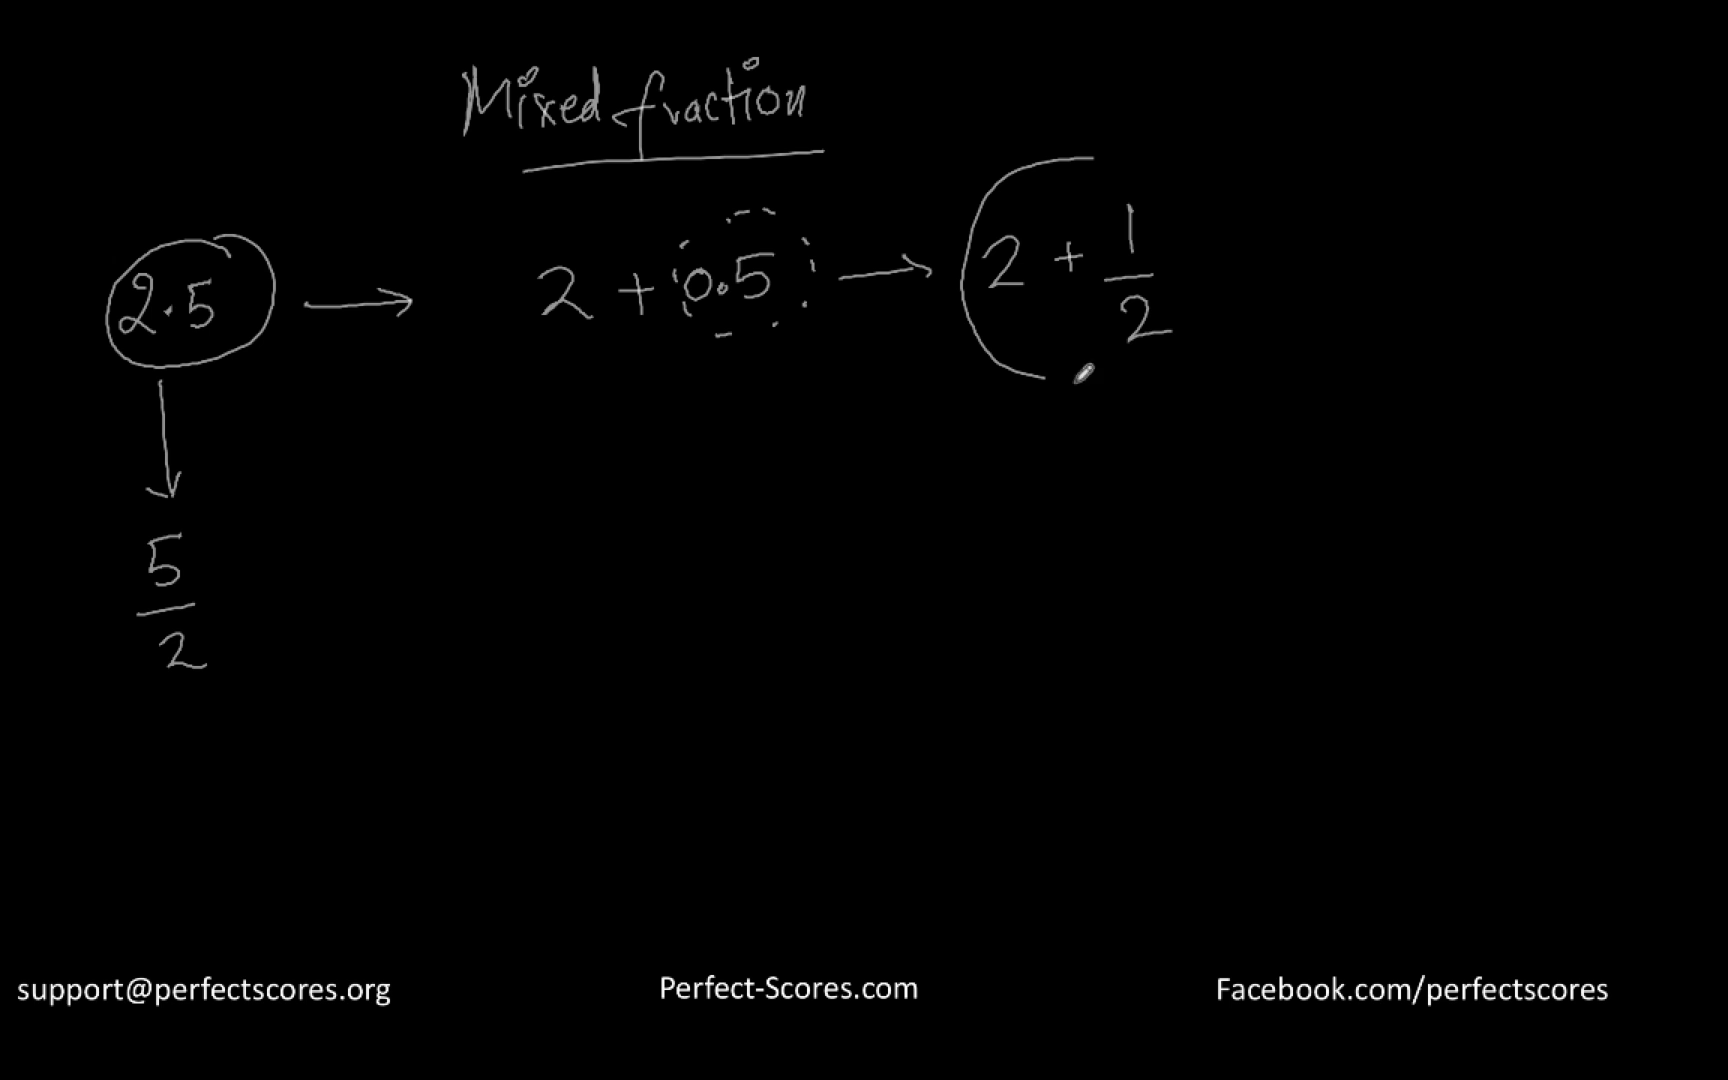 Mixed fraction
2.5 → 2 + 0.5 → ( 2 + 1/2
↓
5/2
support@perfectscores.org
Perfect-Scores.com
Facebook.com/perfectscores